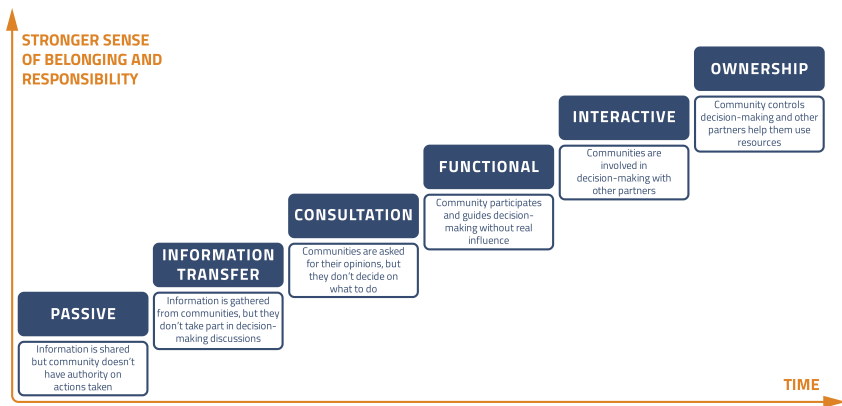 STRONGER SENSE
OF BELONGING AND
RESPONSIBILITY
OWNERSHIP
Community controls
decision-making and other
partners help them use
resources
INTERACTIVE
Communities are
involved in
decision-making with
other partners
FUNCTIONAL
Community participates
and guides decision-
making without real
influence
CONSULTATION
Communities are asked
for their opinions, but
they don’t decide on
what to do
INFORMATION
TRANSFER
Information is gathered
from communities, but they
don’t take part in decision-
making discussions
PASSIVE
Information is shared
but community doesn’t
have authority on
actions taken
TIME